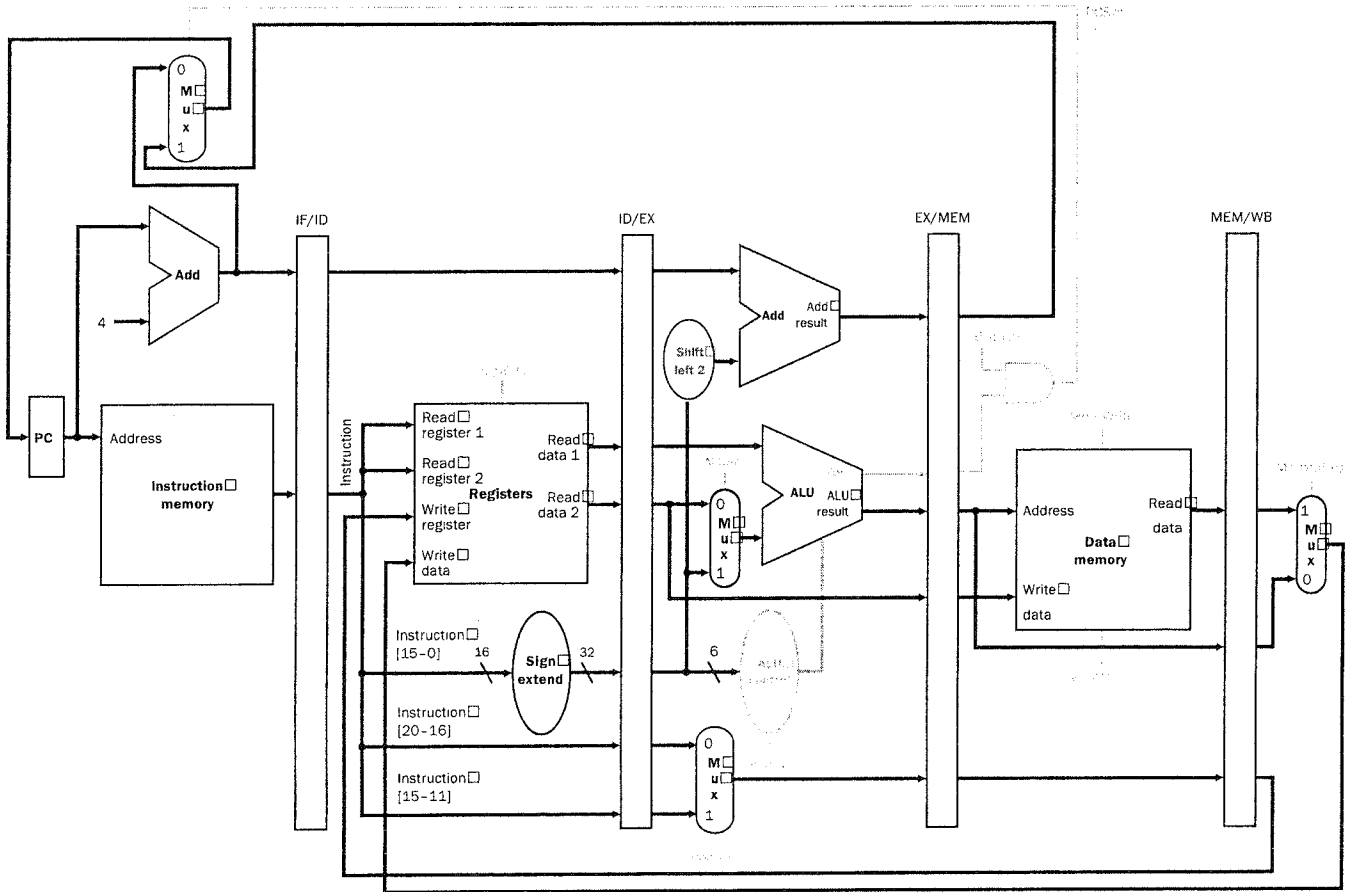 0
M
u
x
1
IF/ID
ID/EX
EX/MEM
MEM/WB
Add
4
Add
Add
result
Shift
left 2
PC
Address
Instruction
memory
Instruction
Read
register 1
Read
register 2
Registers
Write
register
Write
data
Read
data 1
Read
data 2
0
M
u
x
1
ALU
ALU
result
Address
Read
data
Data
memory
Write
data
1
M
u
x
0
Instruction
[15-0]
16
Sign
extend
32
6
Instruction
[20-16]
Instruction
[15-11]
0
M
u
x
1